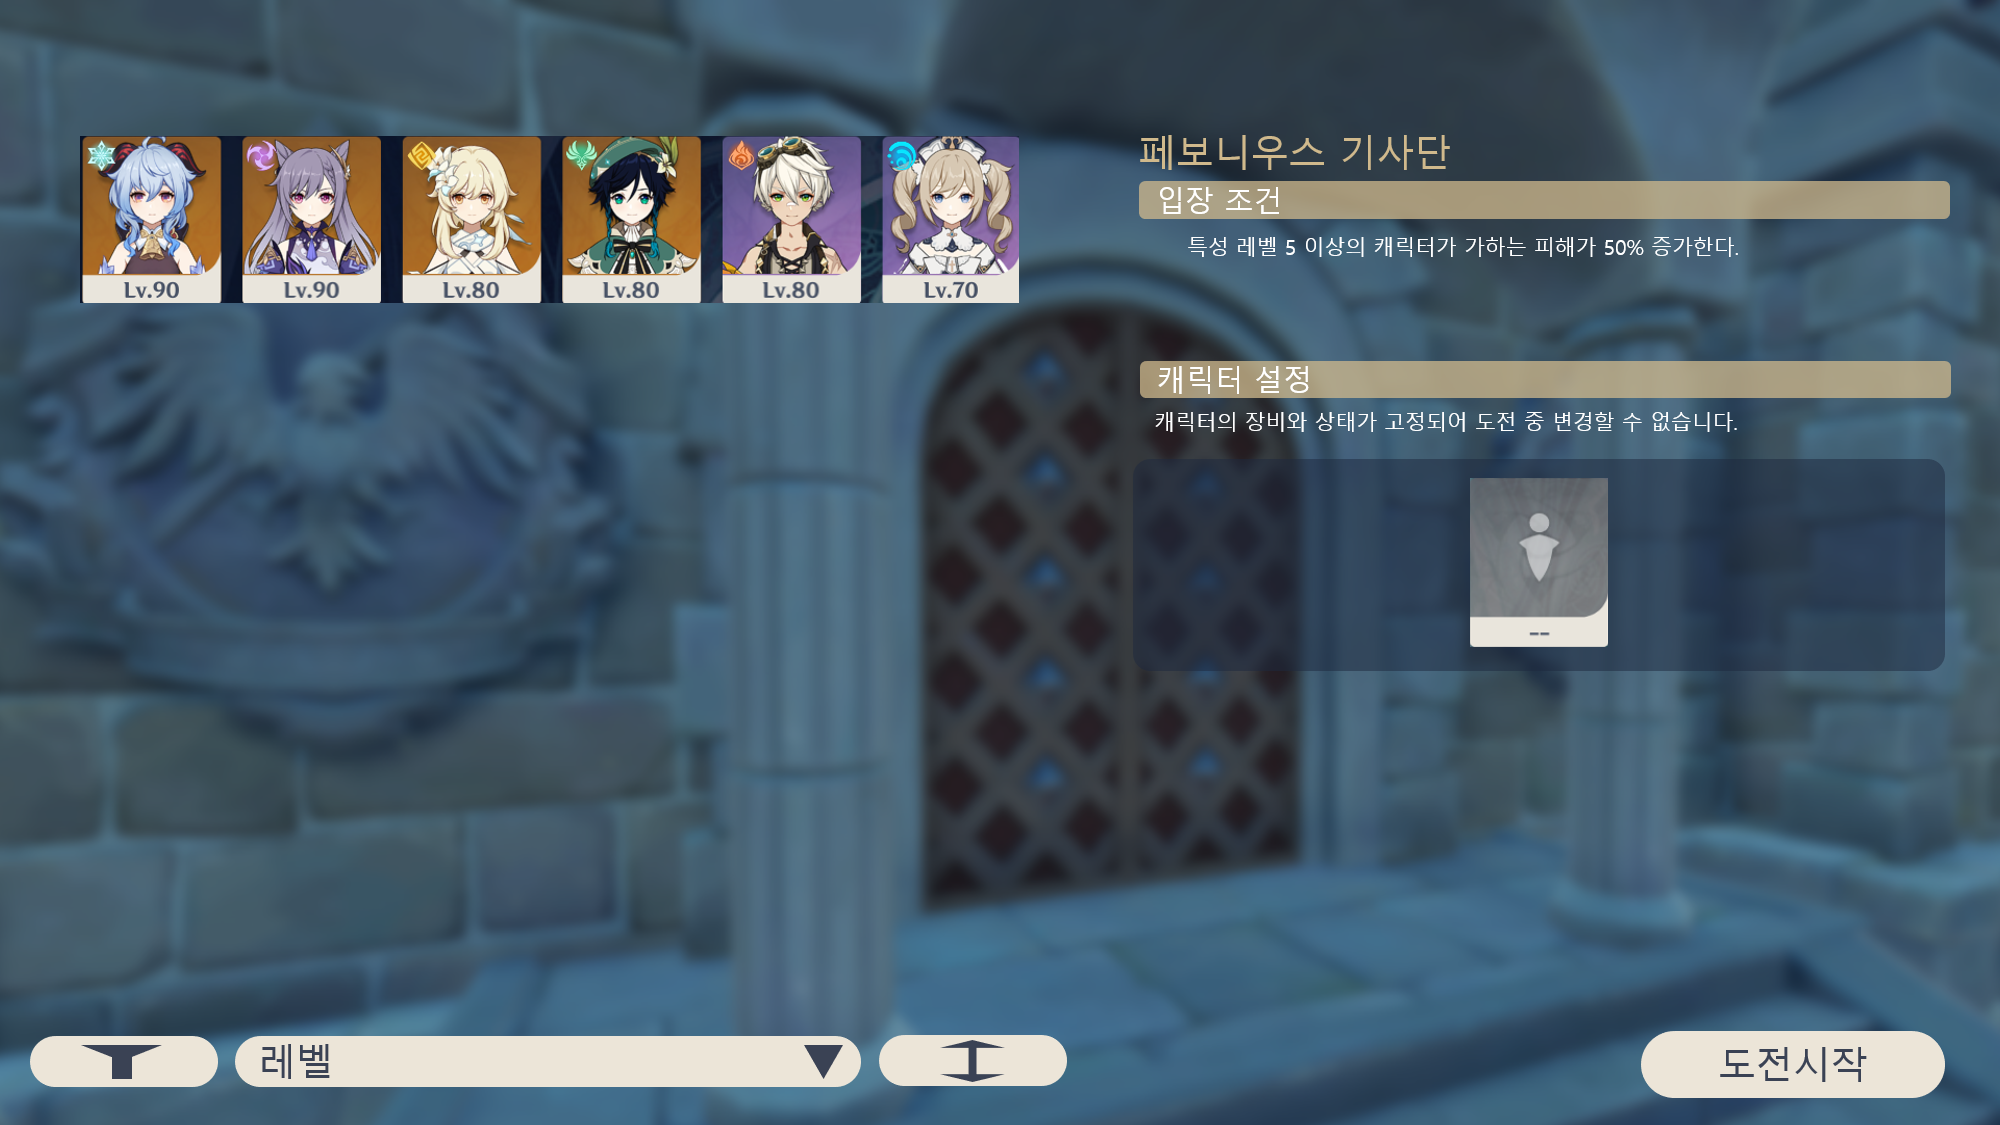 Lv.90 Lv.90 Lv.80 Lv.80 Lv.80 Lv.70
페보니우스 기사단
입장 조건
특성 레벨 5 이상의 캐릭터가 가하는 피해가 50% 증가한다.
캐릭터 설정
캐릭터의 장비와 상태가 고정되어 도전 중 변경할 수 없습니다.
--
레벨
도전시작